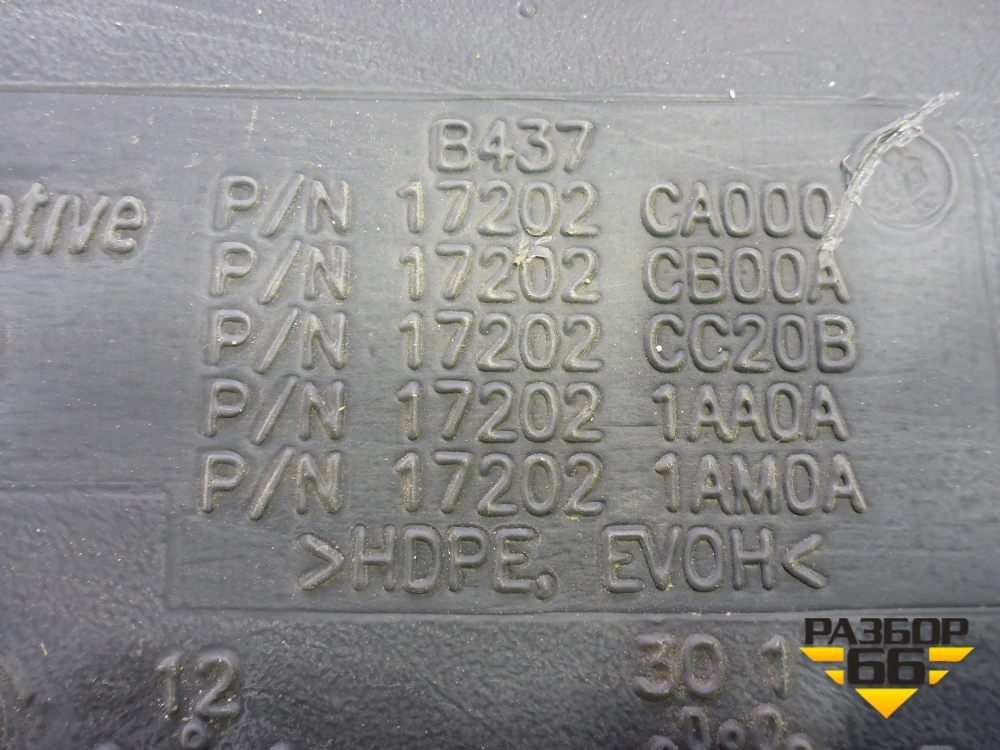 B437
P/N 17202 CA000
otive P/N 17202 CB00A
P/N 17202 CC20B
P/N 17202 1AA0A
P/N 17202 1AM0A
>HDPE, EVOH<
12 30 1
РАЗБОР
66